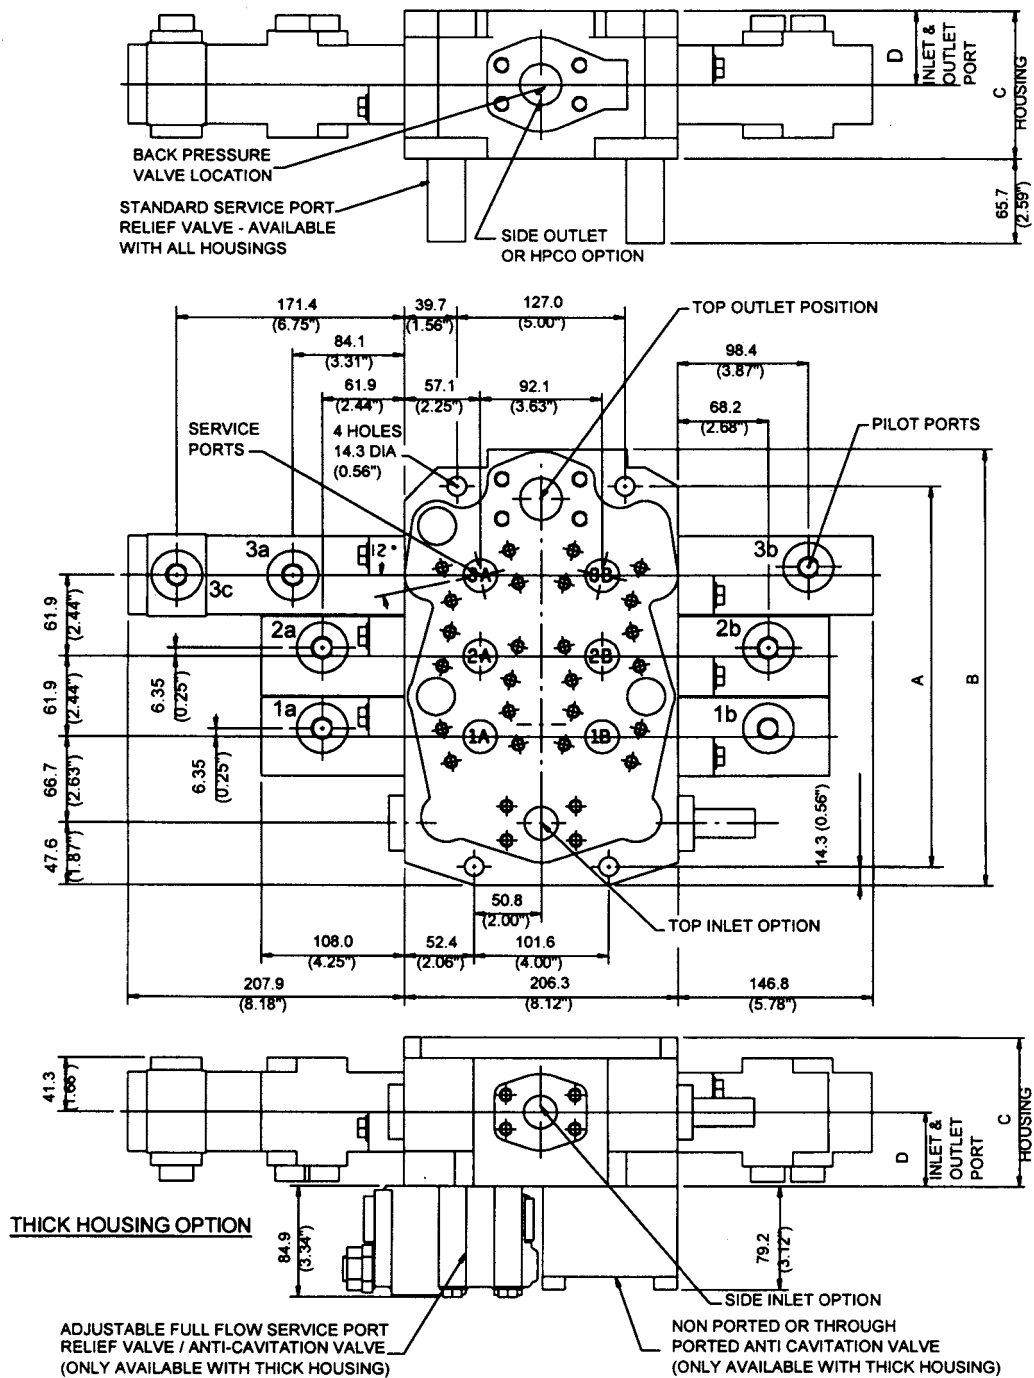 D
INLET &
OUTLET
PORT
C
HOUSING
65.7
(2.59")
BACK PRESSURE
VALVE LOCATION
STANDARD SERVICE PORT
RELIEF VALVE - AVAILABLE
WITH ALL HOUSINGS
SIDE OUTLET
OR HPCO OPTION
171.4
(6.75")
39.7
(1.56")
127.0
(5.00")
TOP OUTLET POSITION
84.1
(3.31")
98.4
(3.87")
61.9
(2.44")
57.1
(2.25")
92.1
(3.63")
68.2
(2.68")
SERVICE
PORTS
4 HOLES
14.3 DIA
(0.56")
PILOT PORTS
3a
12°
3A
3B
3b
3c
61.9
(2.44")
2a
2A
2B
2b
A
B
6.35
(0.25")
61.9
(2.44")
1a
1A
1B
1b
6.35
(0.25")
66.7
(2.63")
14.3 (0.56")
47.6
(1.87")
50.8
(2.00")
TOP INLET OPTION
108.0
(4.25")
52.4
(2.06")
101.6
(4.00")
207.9
(8.18")
206.3
(8.12")
146.8
(5.78")
41.3
(1.66")
D
INLET &
OUTLET
PORT
C
HOUSING
THICK HOUSING OPTION
84.9
(3.34")
79.2
(3.12")
SIDE INLET OPTION
ADJUSTABLE FULL FLOW SERVICE PORT
RELIEF VALVE / ANTI-CAVITATION VALVE
(ONLY AVAILABLE WITH THICK HOUSING)
NON PORTED OR THROUGH
PORTED ANTI CAVITATION VALVE
(ONLY AVAILABLE WITH THICK HOUSING)